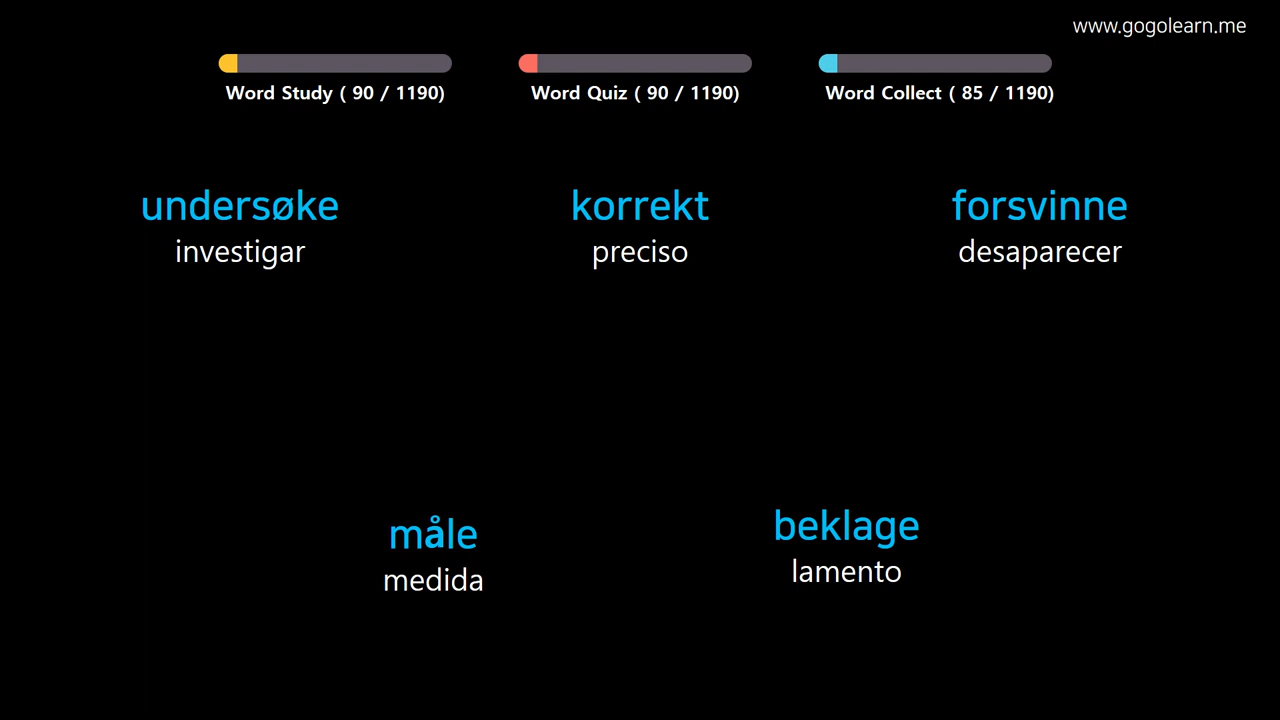 www.gogolearn.me
Word Study ( 90 / 1190)
Word Quiz ( 90 / 1190)
Word Collect ( 85 / 1190)
undersøke
investigar
korrekt
preciso
forsvinne
desaparecer
måle
medida
beklage
lamento